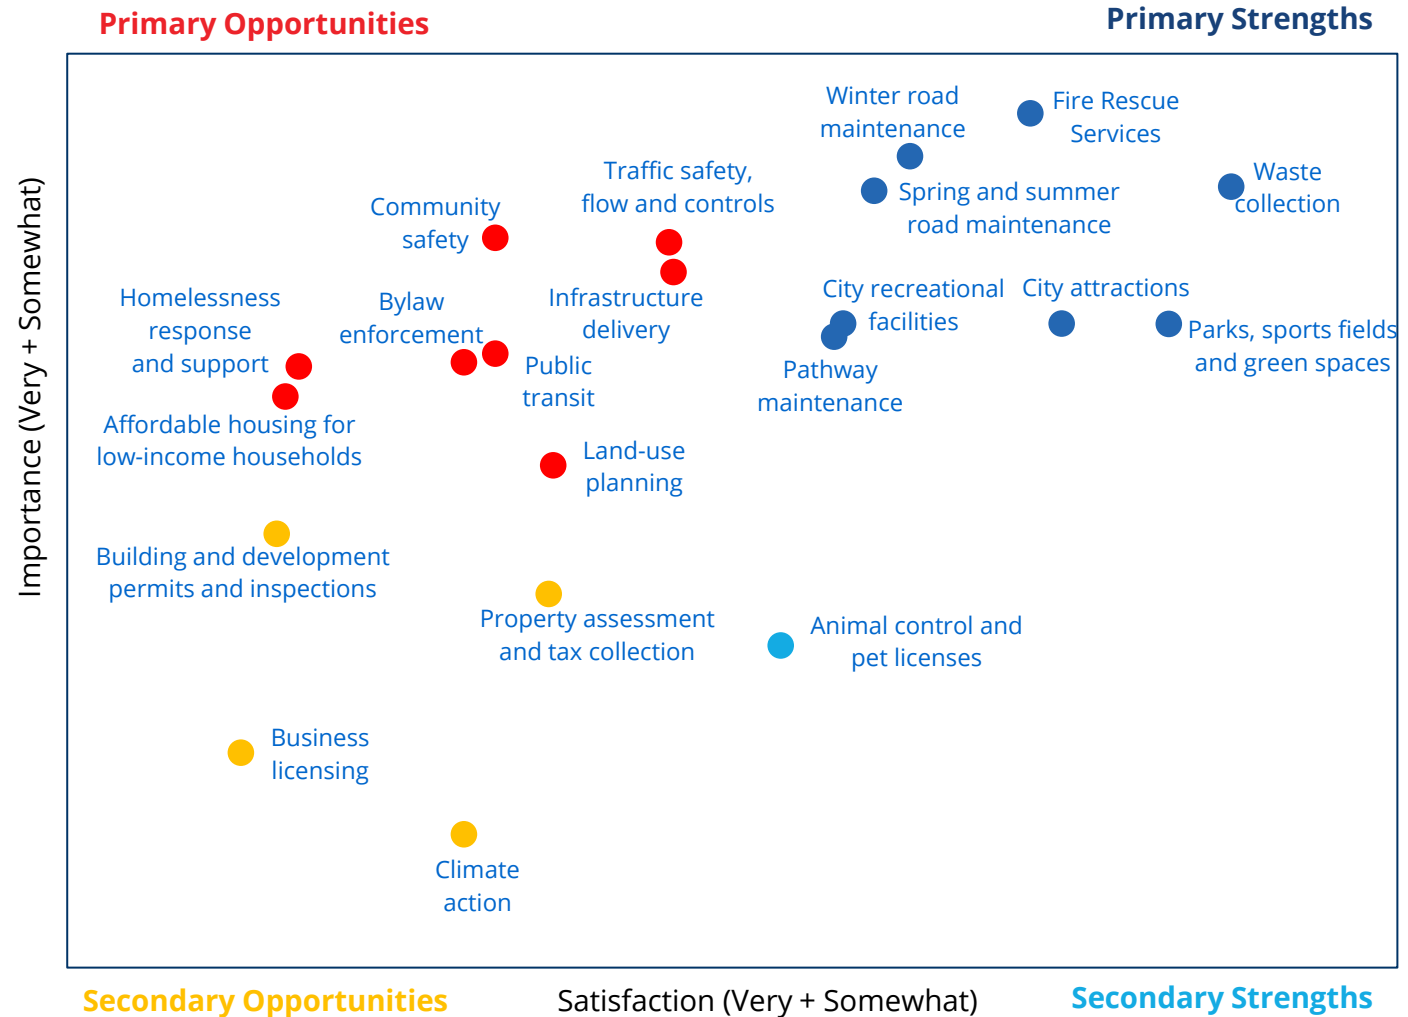 Primary Opportunities
Primary Strengths
Importance (Very + Somewhat)
Winter road
maintenance
Fire Rescue
Services
Traffic safety,
flow and controls
Waste
collection
Spring and summer
road maintenance
Community
safety
Homelessness
response
and support
Bylaw
enforcement
Infrastructure
delivery
City recreational
facilities
City attractions
Parks, sports fields
and green spaces
Public
transit
Pathway
maintenance
Affordable housing for
low-income households
Land-use
planning
Building and development
permits and inspections
Property assessment
and tax collection
Animal control and
pet licenses
Business
licensing
Climate
action
Secondary Opportunities
Satisfaction (Very + Somewhat)
Secondary Strengths